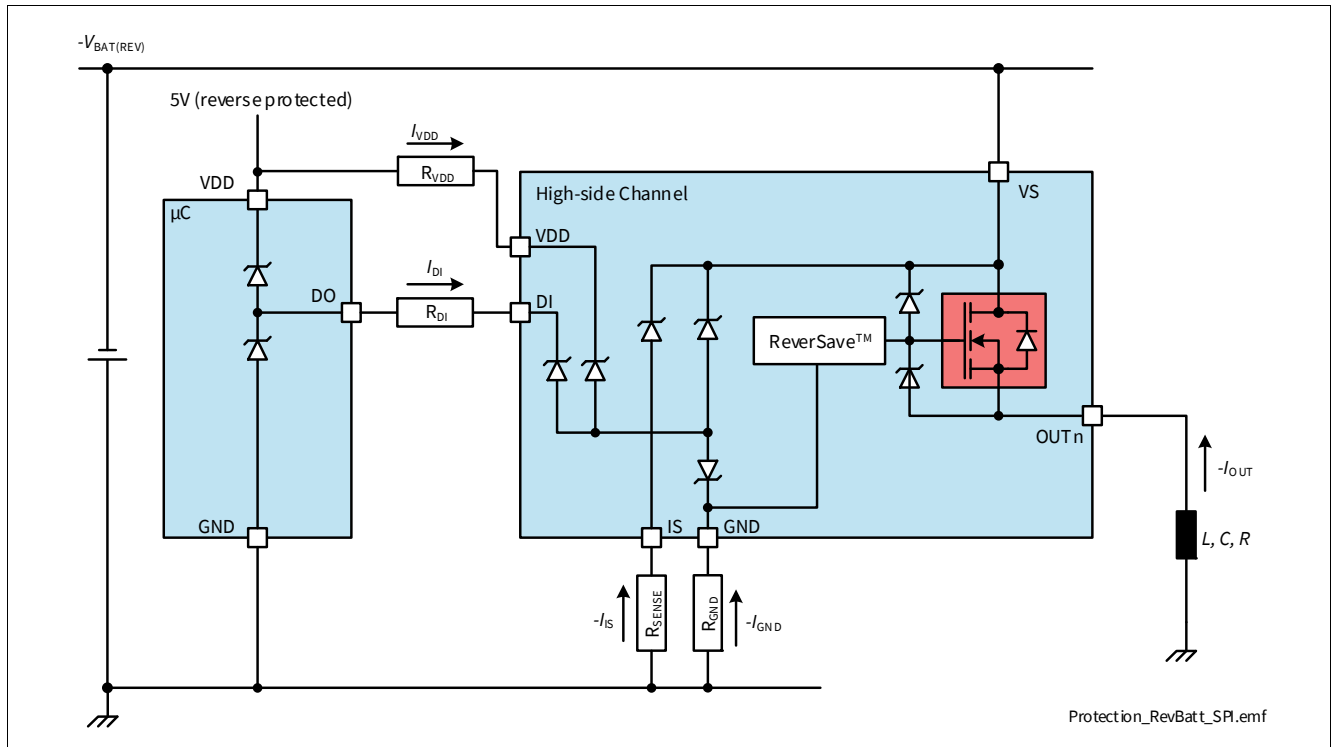 -VBAT(REV)
5V (reverse protected)
IVDD
RVDD
VDD
µC
High-side Channel
VS
VDD
IDI
DO
RDI
DI
ReverSave™
OUTn
-IOUT
GND
IS
GND
L, C, R
-IIS
RSENSE
RGND
-IGND
Protection_RevBatt_SPI.emf